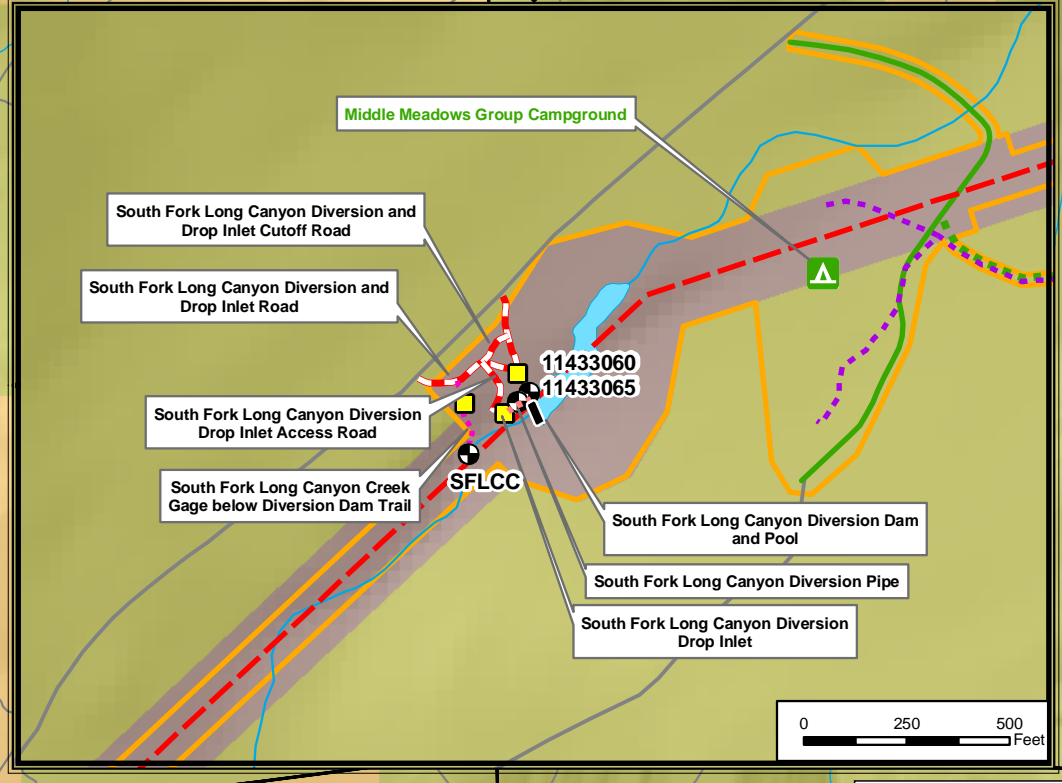 Middle Meadows Group Campground
South Fork Long Canyon Diversion and
Drop Inlet Cutoff Road
South Fork Long Canyon Diversion and
Drop Inlet Road
11433060
11433065
South Fork Long Canyon Diversion
Drop Inlet Access Road
SFLCC
South Fork Long Canyon Creek
Gage below Diversion Dam Trail
South Fork Long Canyon Diversion Dam
and Pool
South Fork Long Canyon Diversion Pipe
South Fork Long Canyon Diversion
Drop Inlet
0 250 500
Feet